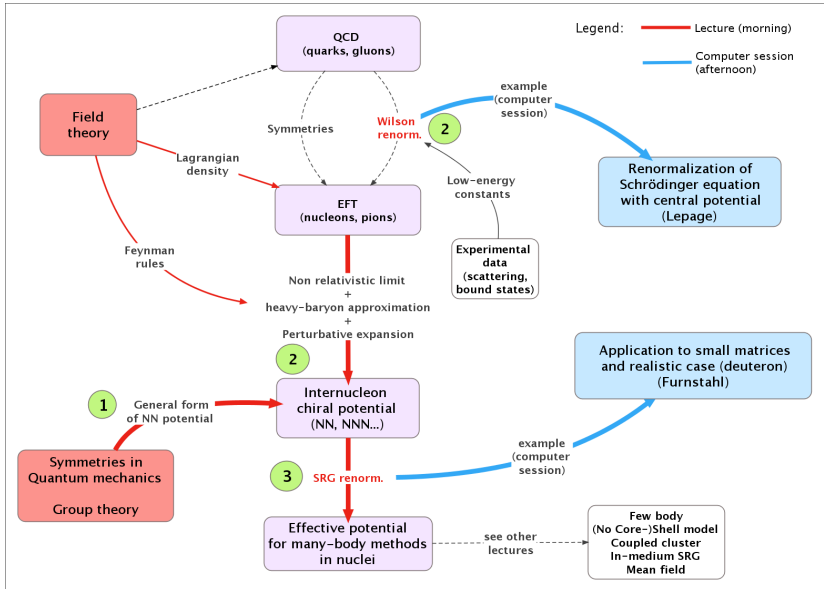 QCD
(quarks, gluons)
Legend:
Lecture (morning)
Computer session
(afternoon)
example
(computer
session)
Field
theory
Symmetries
Wilson
renorm.
2
Lagrangian
density
Low-energy
constants
Renormalization of
Schrödinger equation
with central potential
(Lepage)
EFT
(nucleons, pions)
Feynman
rules
Experimental
data
(scattering,
bound states)
Non relativistic limit
+
heavy-baryon approximation
+
Perturbative expansion
2
Application to small matrices
and realistic case (deuteron)
(Furnstahl)
1
General form
of NN potential
Internucleon
chiral potential
(NN, NNN...)
example
(computer
session)
Symmetries in
Quantum mechanics
Group theory
3
SRG renorm.
Effective potential
for many-body methods
in nuclei
see other
lectures
Few body
(No Core-)Shell model
Coupled cluster
In-medium SRG
Mean field